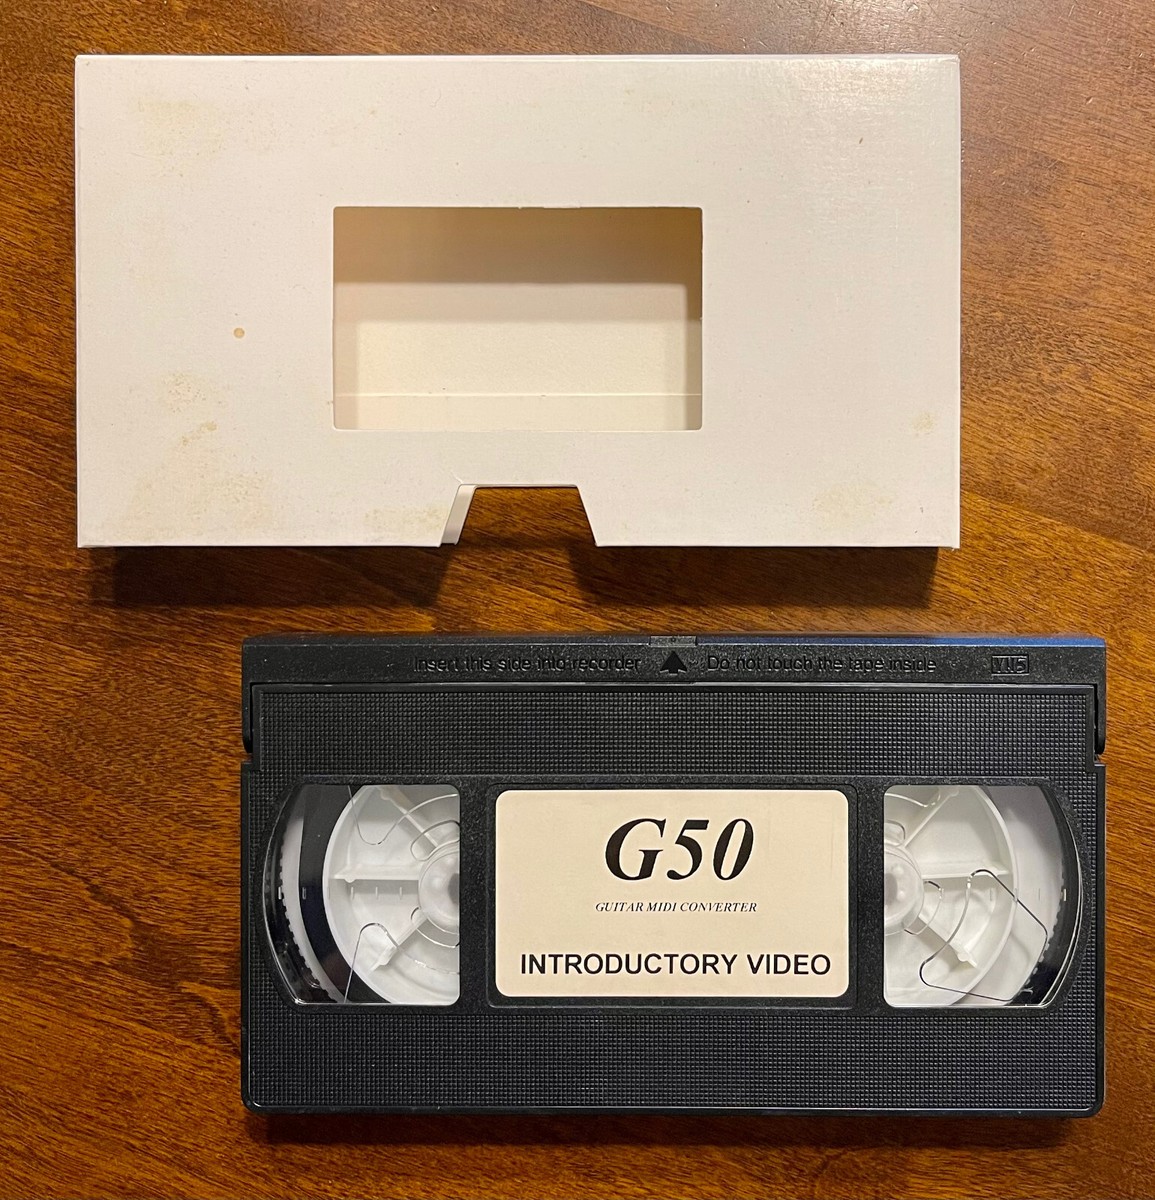 Insert this side into recorder Do not touch the tape inside VHS
G50
GUITAR MIDI CONVERTER
INTRODUCTORY VIDEO